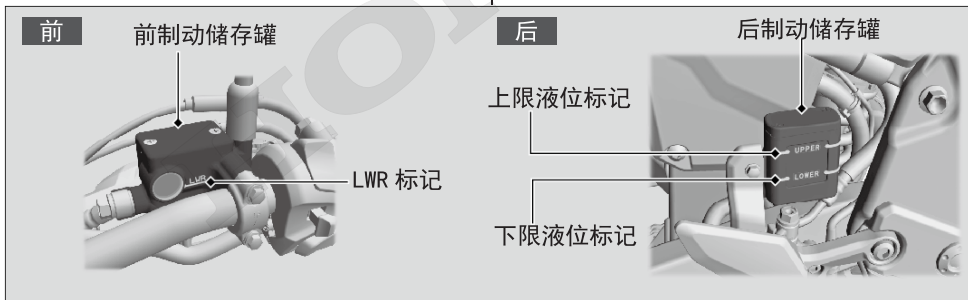 前
前制动储存罐
LWR
LWR 标记
后
后制动储存罐
上限液位标记
UPPER
LOWER
下限液位标记